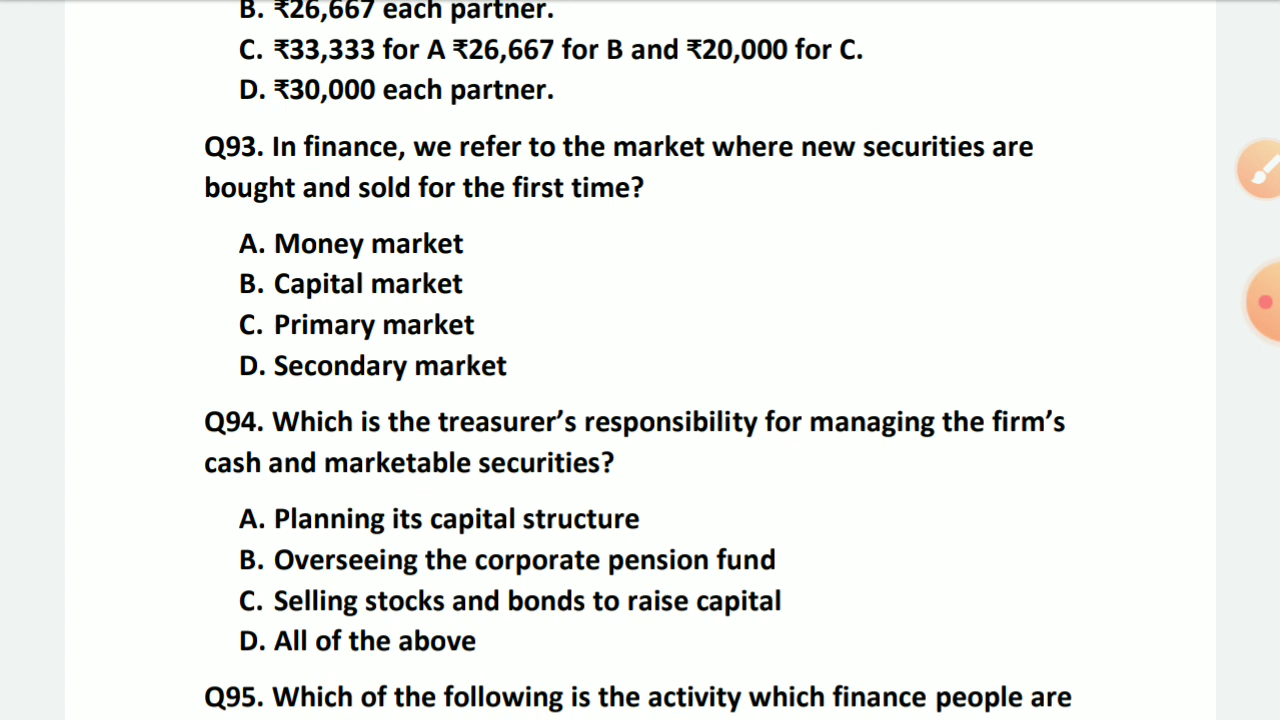 B. ₹26,667 each partner.
C. ₹33,333 for A ₹26,667 for B and ₹20,000 for C.
D. ₹30,000 each partner.
Q93. In finance, we refer to the market where new securities are
bought and sold for the first time?
A. Money market
B. Capital market
C. Primary market
D. Secondary market
Q94. Which is the treasurer’s responsibility for managing the firm’s
cash and marketable securities?
A. Planning its capital structure
B. Overseeing the corporate pension fund
C. Selling stocks and bonds to raise capital
D. All of the above
Q95. Which of the following is the activity which finance people are